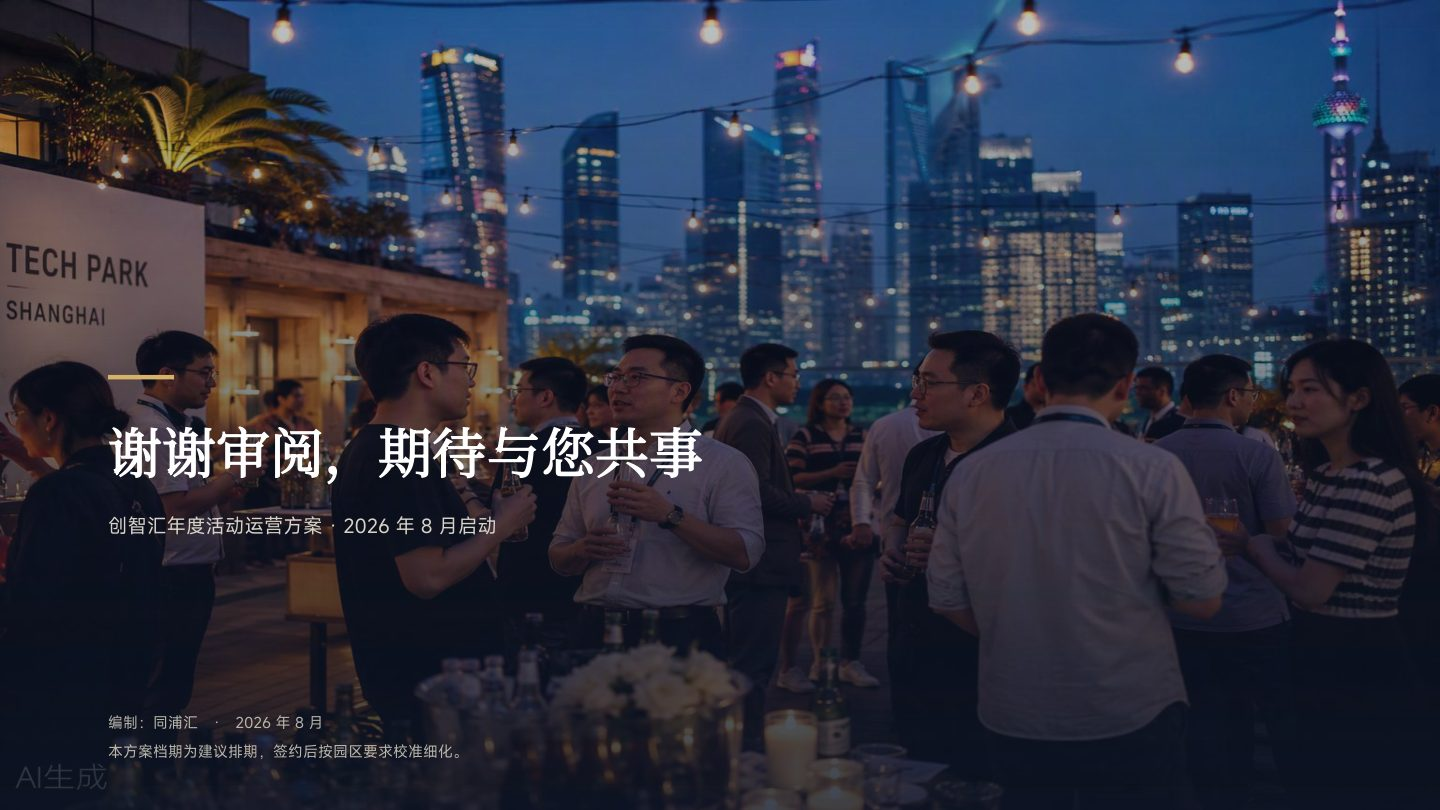 TECH PARK
SHANGHAI
谢谢审阅，期待与您共事
创智汇年度活动运营方案 · 2026 年 8 月启动
编制：同浦汇 · 2026 年 8 月
本方案档期为建议排期，签约后按园区要求校准细化。
AI生成